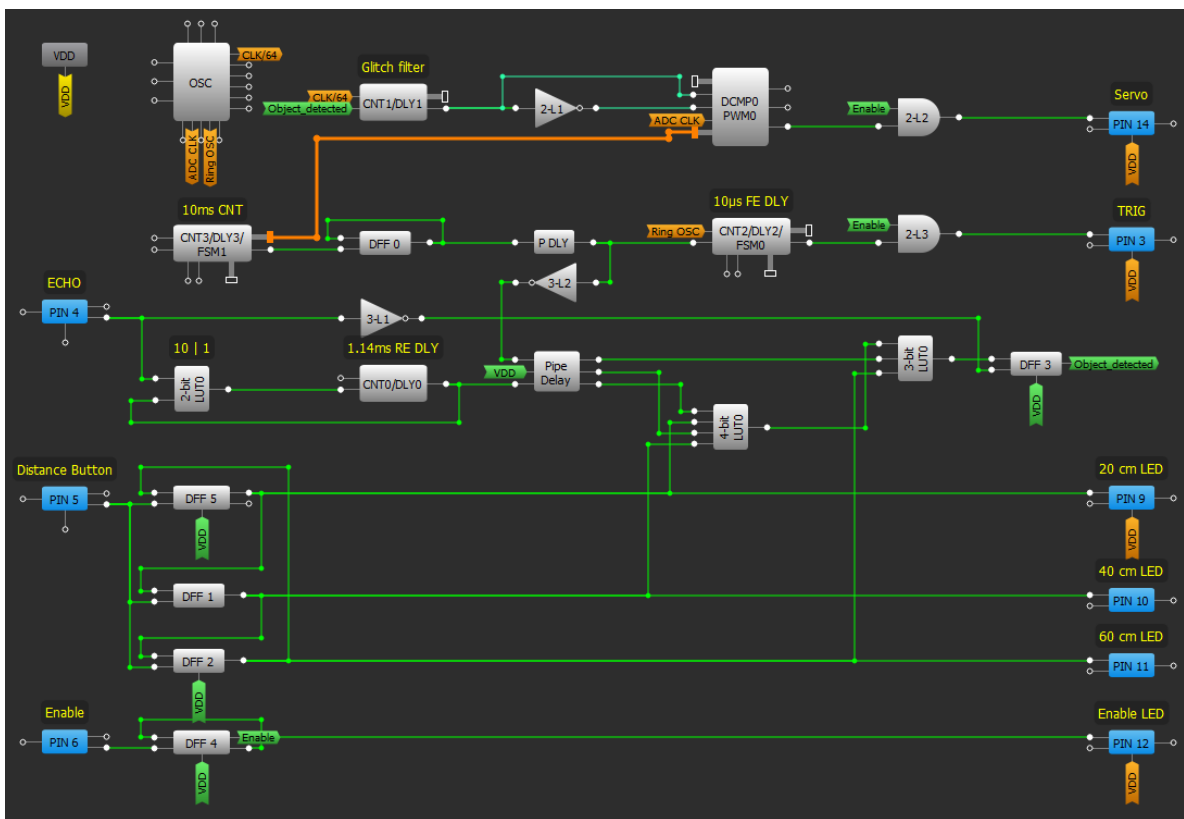 VDD
VDD
OSC
CLK/64
ADC CLK
Ring OSC
Glitch filter
CLK/64
Object_detected
CNT1/DLY1
2-L1
DCMP0
PWM0
ADC CLK
Enable
2-L2
Servo
PIN 14
VDD
10ms CNT
CNT3/DLY3/
FSM1
DFF 0
P DLY
3-L2
10µs FE DLY
Ring OSC
CNT2/DLY2/
FSM0
Enable
2-L3
TRIG
PIN 3
VDD
ECHO
PIN 4
3-L1
10 | 1
2-bit
LUT0
1.14ms RE DLY
CNT0/DLY0
VDD
Pipe
Delay
4-bit
LUT0
3-bit
LUT0
DFF 3
Object_detected
VDD
Distance Button
PIN 5
DFF 5
VDD
20 cm LED
PIN 9
VDD
DFF 1
40 cm LED
PIN 10
DFF 2
VDD
60 cm LED
PIN 11
Enable
PIN 6
DFF 4
Enable
VDD
Enable LED
PIN 12
VDD